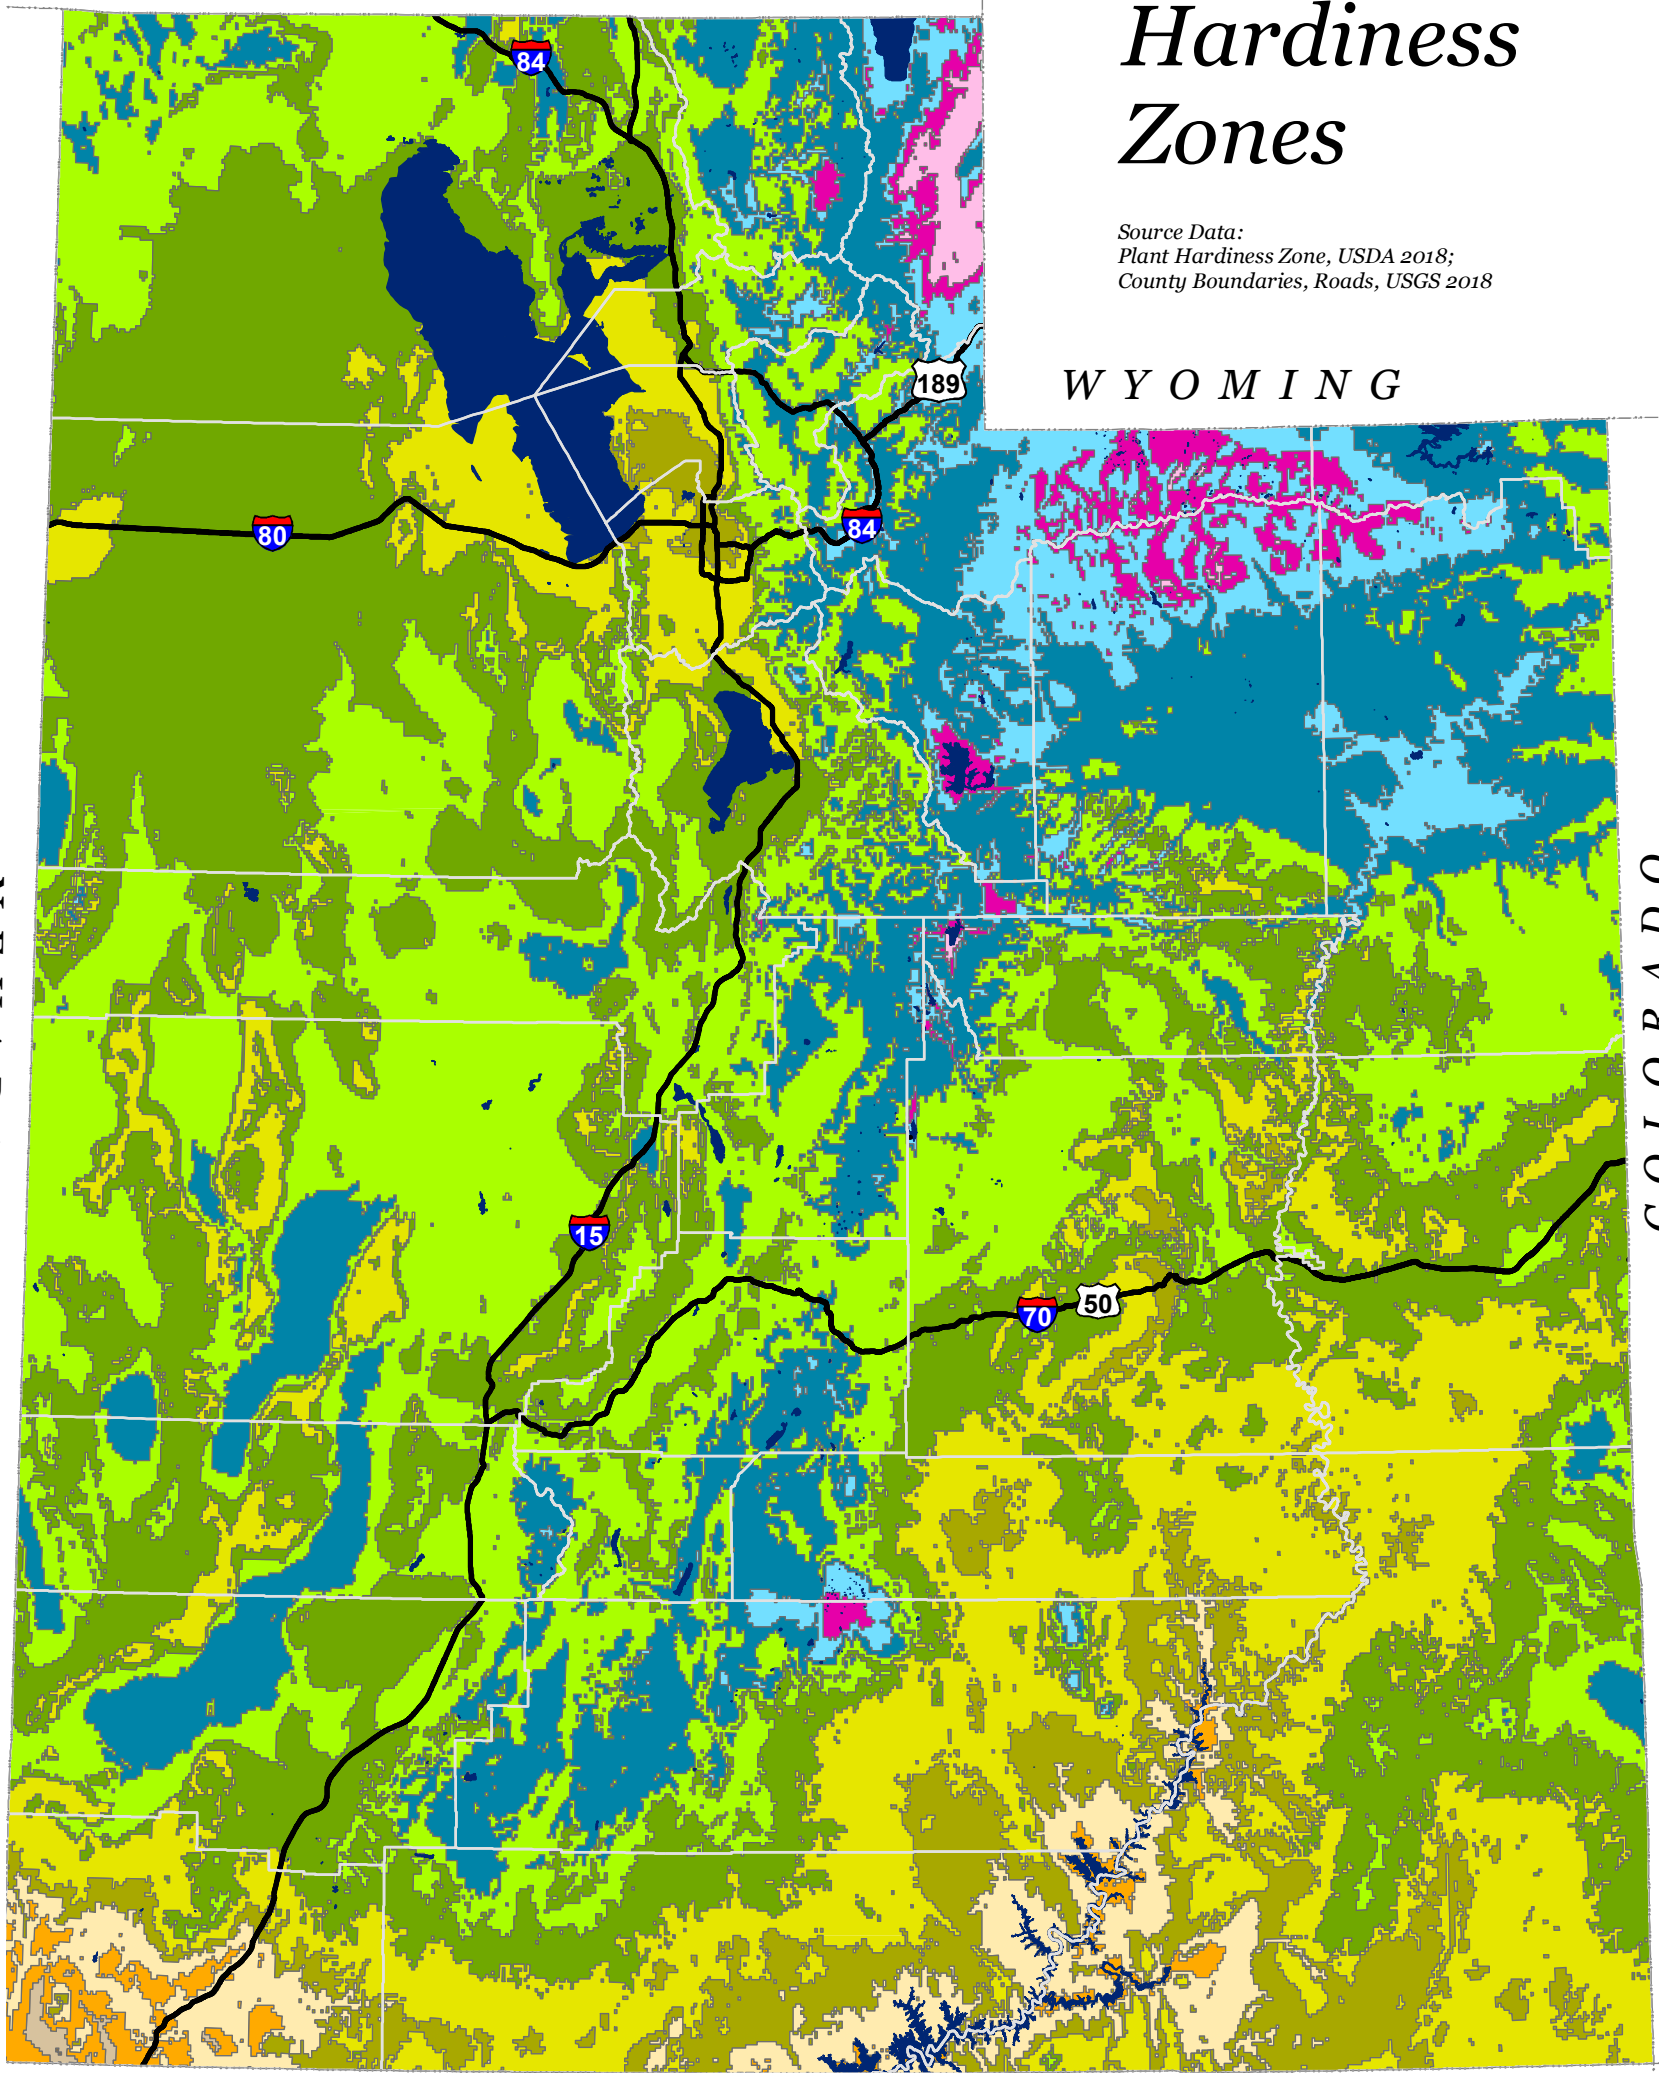 Hardiness
Zones
Source Data:
Plant Hardiness Zone, USDA 2018;
County Boundaries, Roads, USGS 2018
WYOMING
84
189
80
84
COLORADO
15
70
50